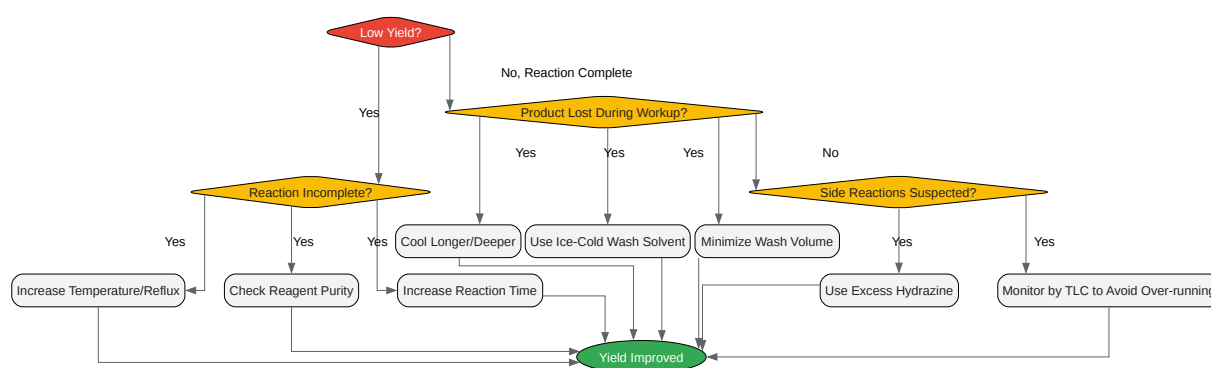 Low Yield?
No, Reaction Complete
Yes
Product Lost During Workup?
Yes
Yes
Yes
No
Reaction Incomplete?
Side Reactions Suspected?
Yes
Yes
Yes
Cool Longer/Deeper
Use Ice-Cold Wash Solvent
Minimize Wash Volume
Yes
Yes
Increase Temperature/Reflux
Check Reagent Purity
Increase Reaction Time
Use Excess Hydrazine
Monitor by TLC to Avoid Over-running
Yield Improved